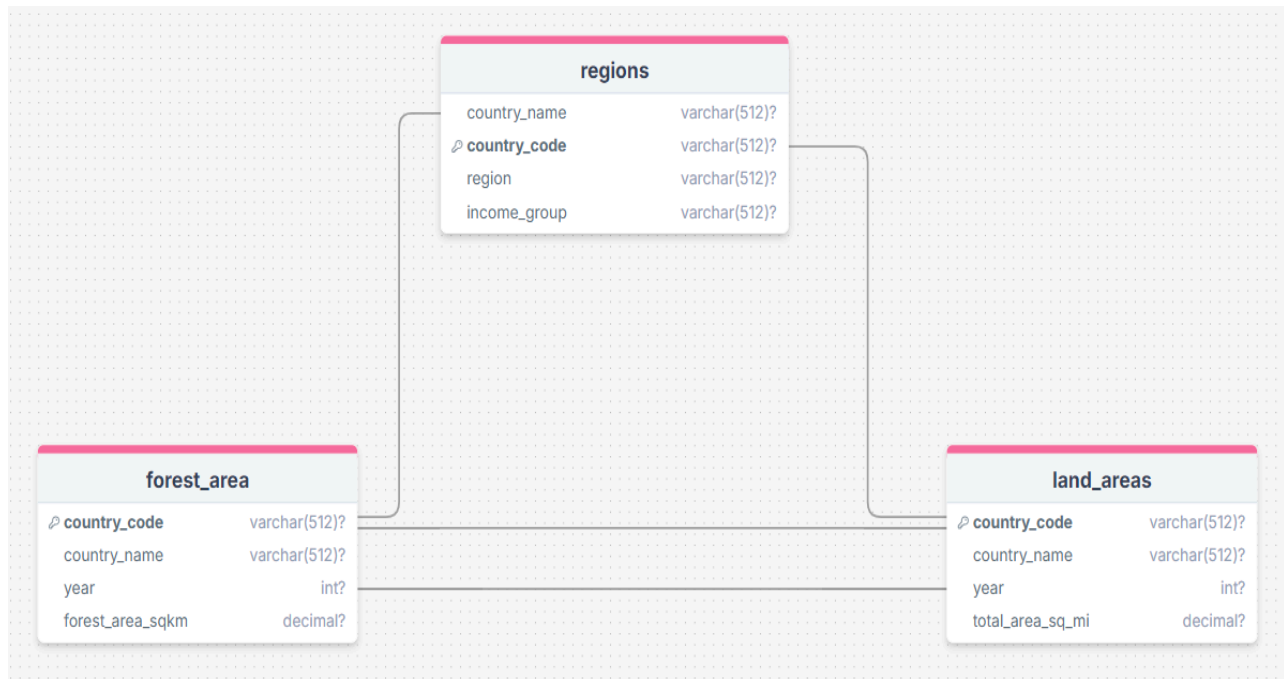 regions
country_name varchar(512)?
country_code varchar(512)?
region varchar(512)?
income_group varchar(512)?
forest_area
country_code varchar(512)?
country_name varchar(512)?
year int?
forest_area_sqkm decimal?
land_areas
country_code varchar(512)?
country_name varchar(512)?
year int?
total_area_sq_mi decimal?